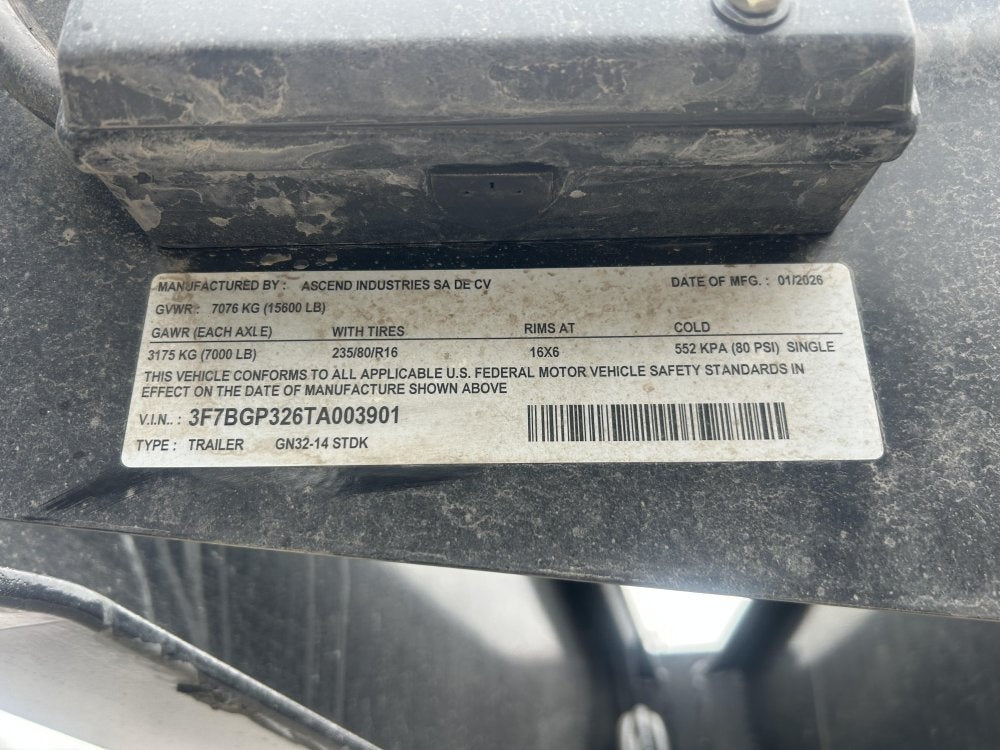 MANUFACTURED BY : ASCEND INDUSTRIES SA DE CV DATE OF MFG. : 01/2026
GVWR : 7076 KG (15600 LB)
GAWR (EACH AXLE) WITH TIRES RIMS AT COLD
3175 KG (7000 LB) 235/80/R16 16X6 552 KPA (80 PSI) SINGLE
THIS VEHICLE CONFORMS TO ALL APPLICABLE U.S. FEDERAL MOTOR VEHICLE SAFETY STANDARDS IN
EFFECT ON THE DATE OF MANUFACTURE SHOWN ABOVE
V.I.N.. : 3F7BGP326TA003901
TYPE : TRAILER GN32-14 STDK